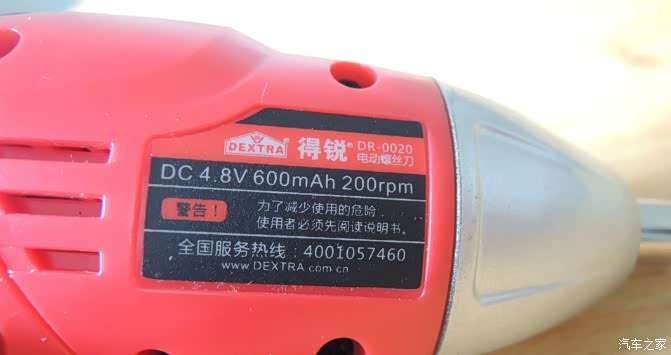 DEXTRA® 得锐® DR-0020
电动螺丝刀
DC 4.8V 600mAh 200rpm
警告! 为了减少使用的危险,
使用者必须先阅读说明书。
全国服务热线:4001057460
www.DEXTRA.com.cn
汽车之家